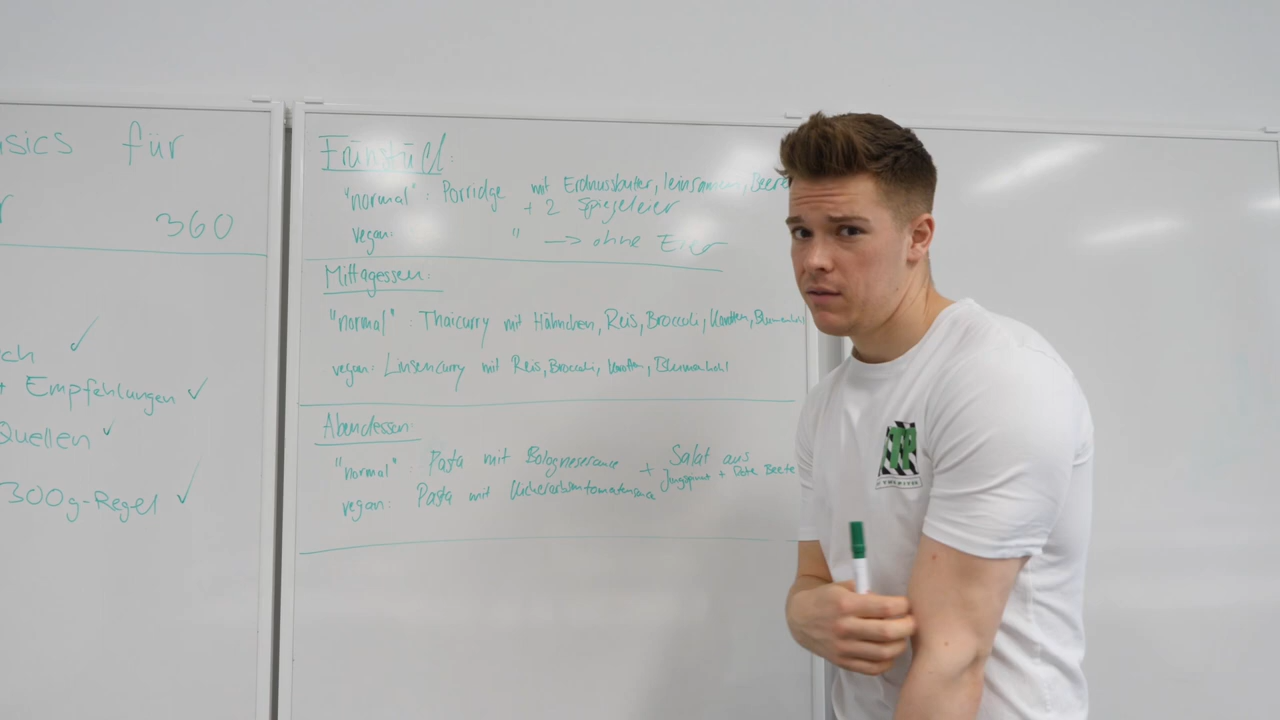 für
360
ch ✓
Empfehlungen ✓
Quellen ✓
300g-Regel ✓
Frühstück:
"normal": Porridge mit Erdnussbutter, leinsamen, Beeren
+ 2 Spiegeleier
vegan: " -> ohne Eier
Mittagessen:
"normal": Thaicurry mit Hähnchen, Reis, Broccoli, Karotten, Blumenkohl
vegan: Linsencurry mit Reis, Broccoli, Karotten, Blumenkohl
Abendessen:
"normal": Pasta mit Bolognesesauce + Salat aus
Jungspinat + Rote Beete
vegan: Pasta mit